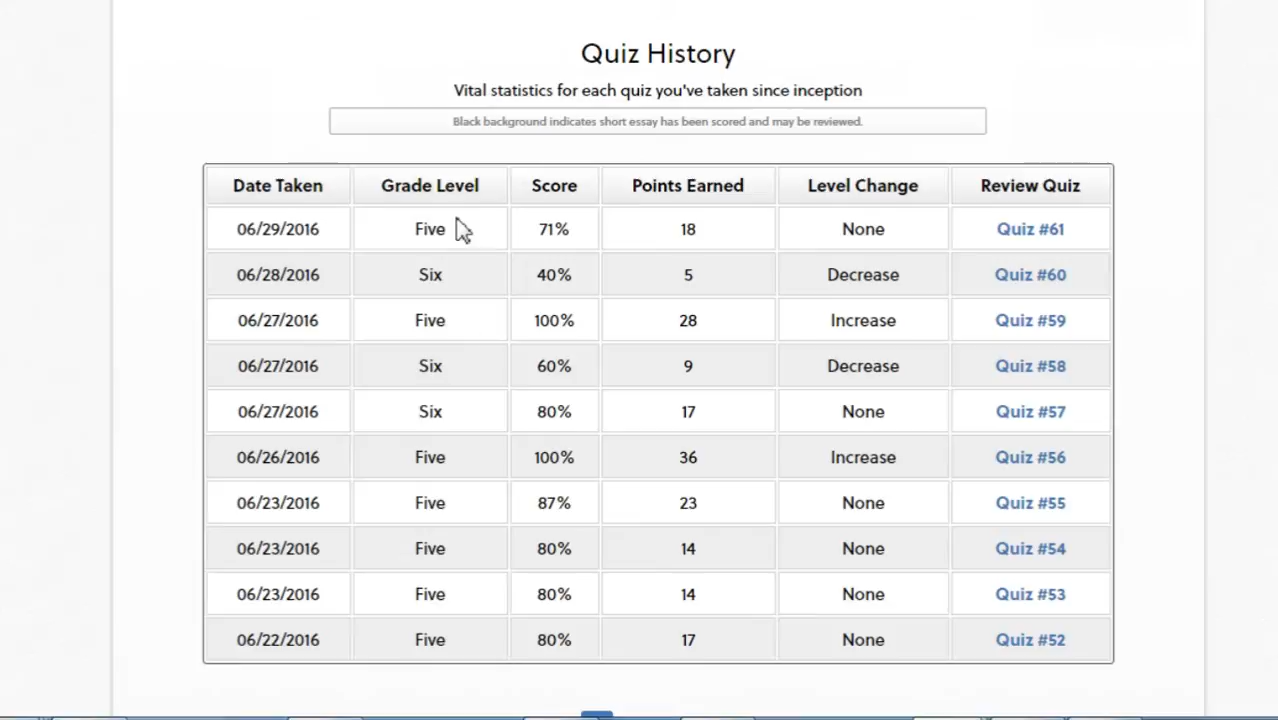 Quiz History
Vital statistics for each quiz you've taken since inception
Black background indicates short essay has been scored and may be reviewed.
Date Taken Grade Level Score Points Earned Level Change Review Quiz
06/29/2016 Five 71% 18 None Quiz #61
06/28/2016 Six 40% 5 Decrease Quiz #60
06/27/2016 Five 100% 28 Increase Quiz #59
06/27/2016 Six 60% 9 Decrease Quiz #58
06/27/2016 Six 80% 17 None Quiz #57
06/26/2016 Five 100% 36 Increase Quiz #56
06/23/2016 Five 87% 23 None Quiz #55
06/23/2016 Five 80% 14 None Quiz #54
06/23/2016 Five 80% 14 None Quiz #53
06/22/2016 Five 80% 17 None Quiz #52